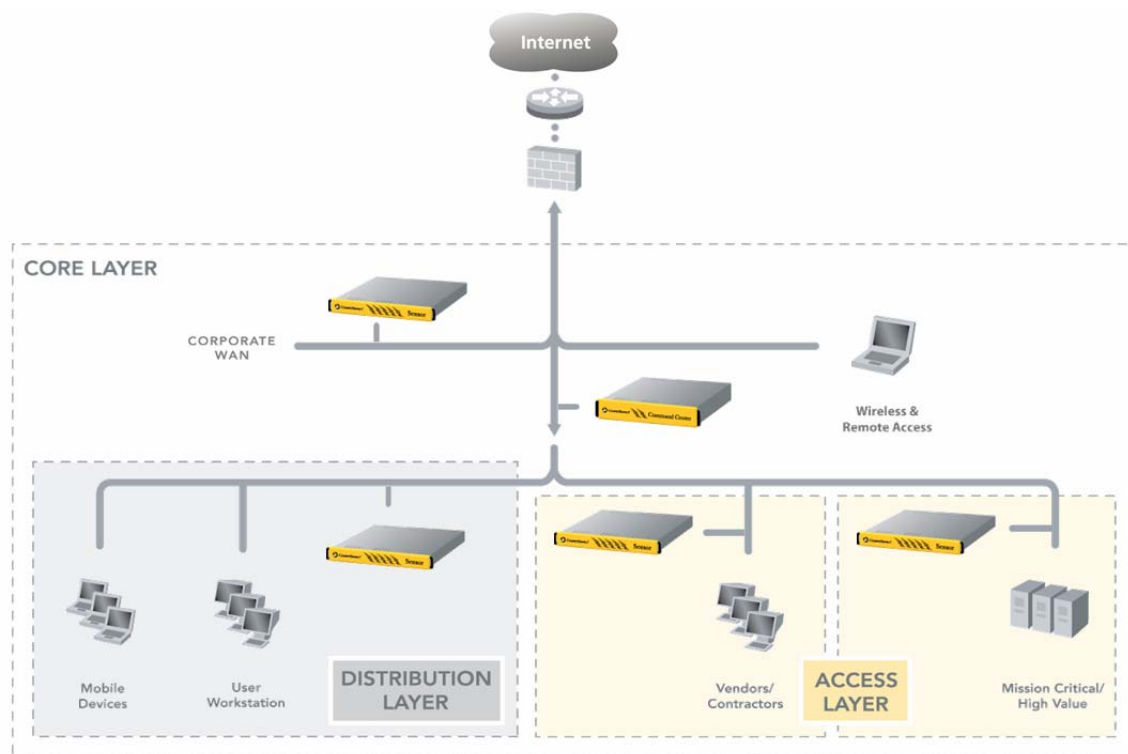 Internet
CORE LAYER
CORPORATE
WAN
Sensor
Command Center
Wireless &
Remote Access
Sensor
Sensor
Sensor
Mobile
Devices
User
Workstation
DISTRIBUTION
LAYER
Vendors/
Contractors
ACCESS
LAYER
Mission Critical/
High Value